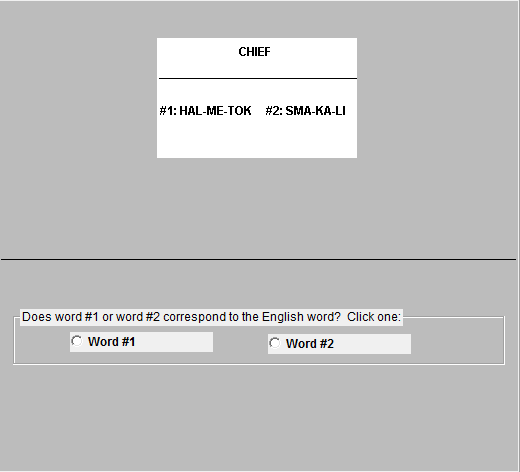 CHIEF
#1: HAL-ME-TOK #2: SMA-KA-LI
Does word #1 or word #2 correspond to the English word? Click one:
Word #1 Word #2